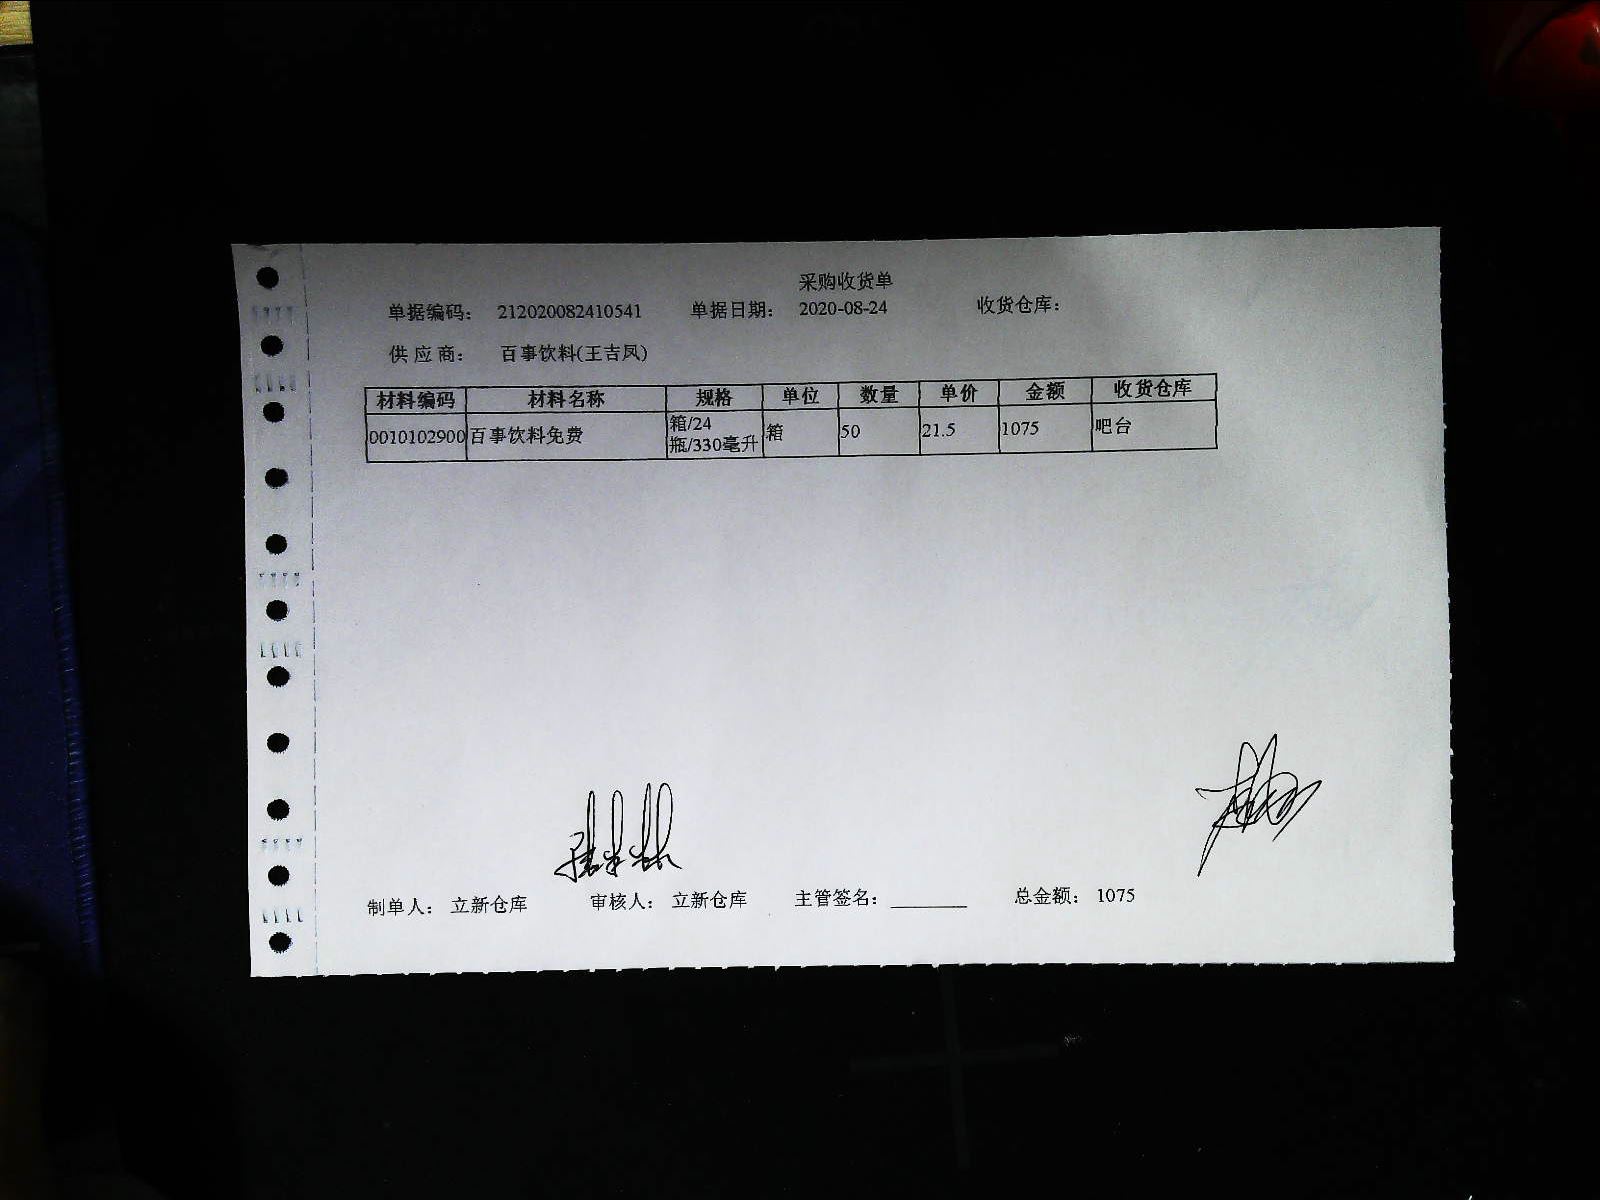 采购收货单
单据编码： 212020082410541 单据日期： 2020-08-24 收货仓库：
供 应 商： 百事饮料(王吉凤)
材料编码 材料名称 规格 单位 数量 单价 金额 收货仓库
0010102900 百事饮料免费 箱/24 瓶/330毫升 箱 50 21.5 1075 吧台
制单人： 立新仓库 审核人： 立新仓库 主管签名：________ 总金额： 1075